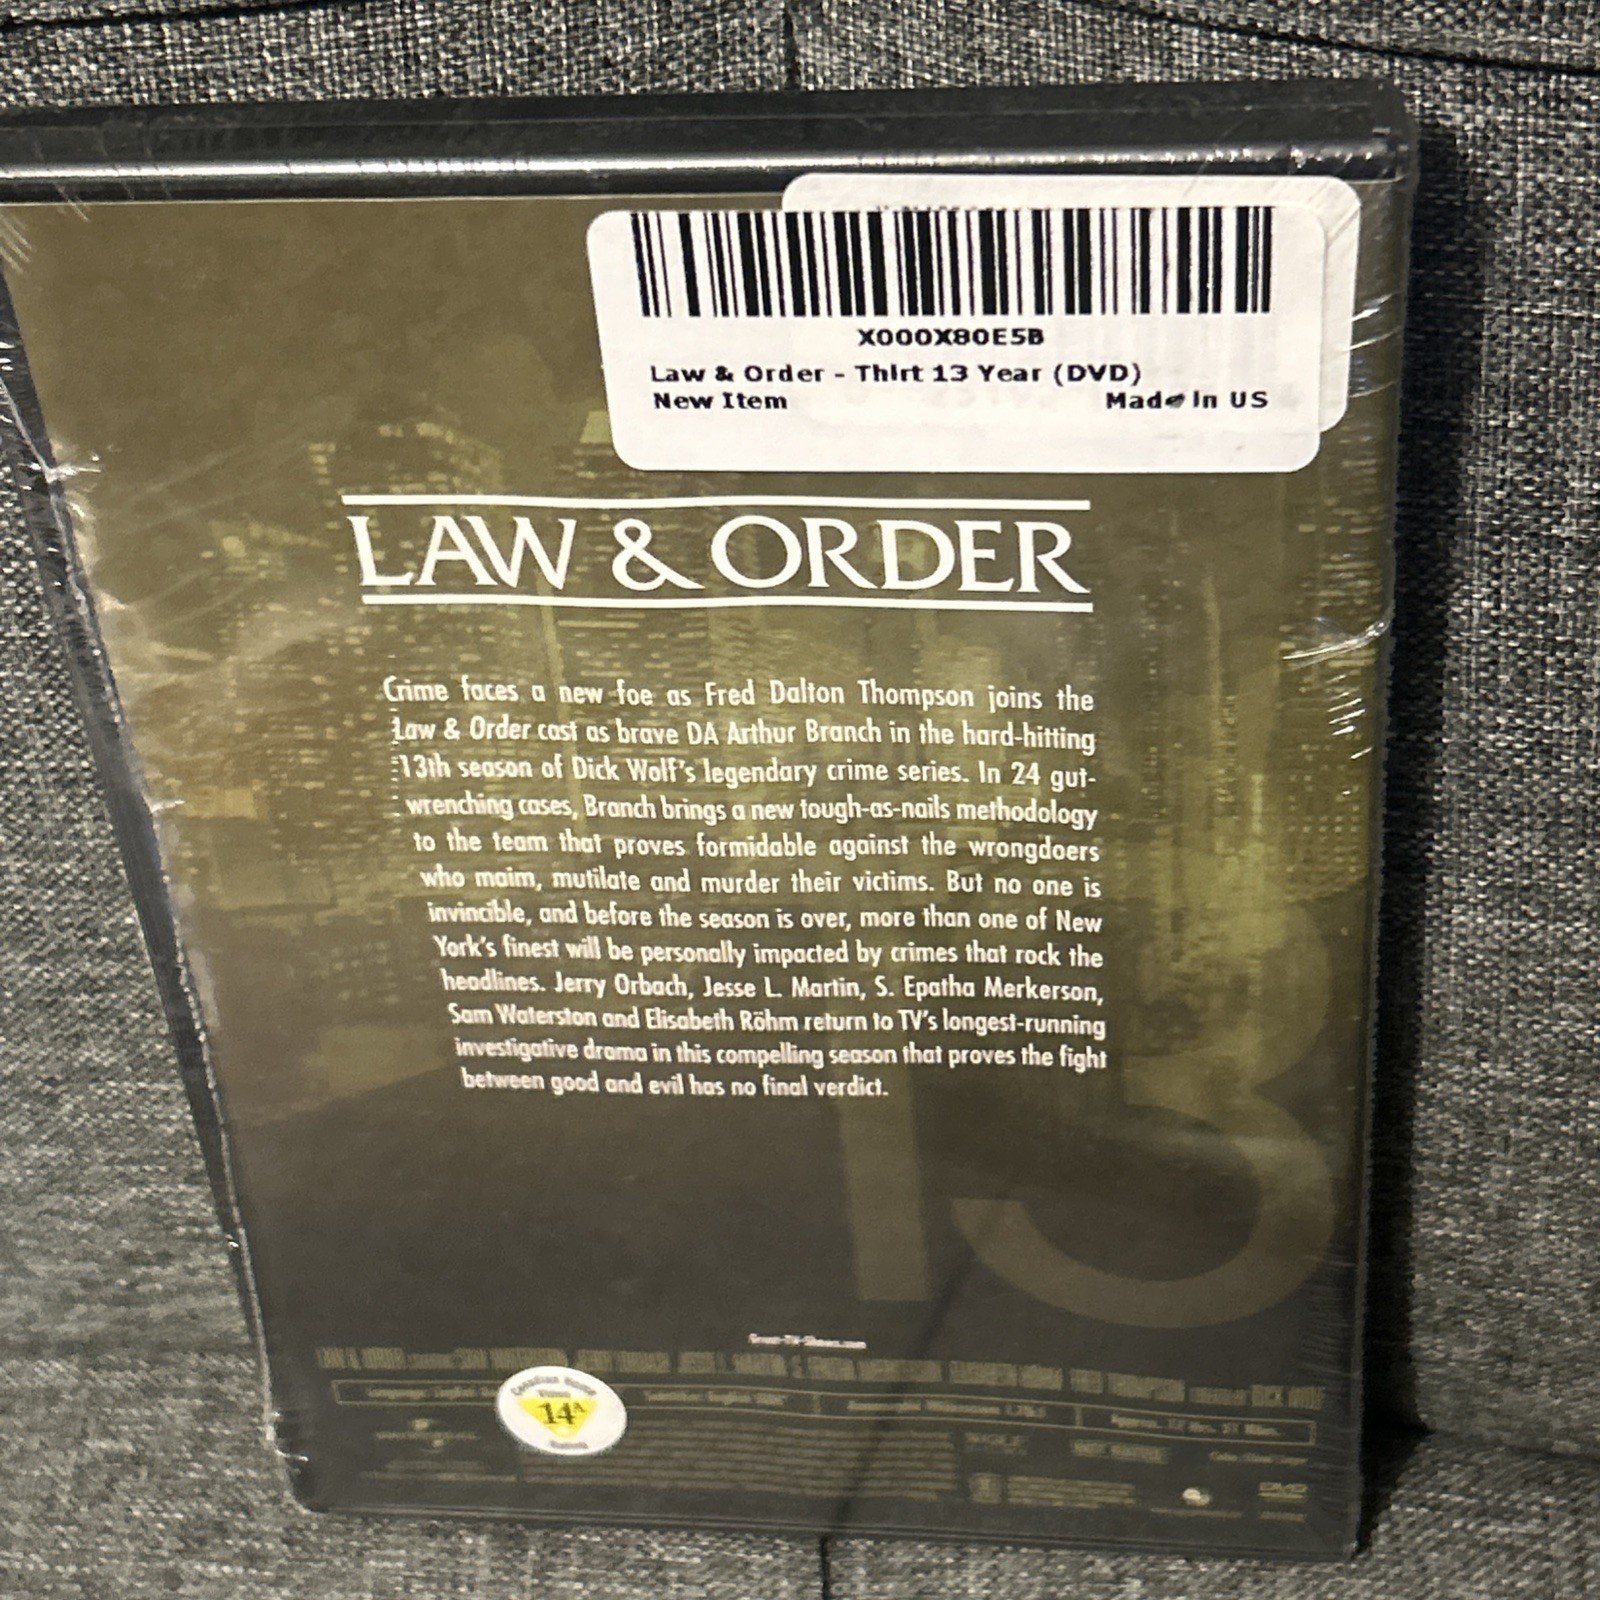 X000X80E5B
Law & Order - Thirt 13 Year (DVD)
New Item Made in US
LAW & ORDER
Crime faces a new foe as Fred Dalton Thompson joins the
Law & Order cast as brave DA Arthur Branch in the hard-hitting
13th season of Dick Wolf's legendary crime series. In 24 gut-
wrenching cases, Branch brings a new tough-as-nails methodology
to the team that proves formidable against the wrongdoers
who maim, mutilate and murder their victims. But no one is
invincible, and before the season is over, more than one of New
York's finest will be personally impacted by crimes that rock the
headlines. Jerry Orbach, Jesse L. Martin, S. Epatha Merkerson,
Sam Waterston and Elisabeth Röhm return to TV's longest-running
investigative drama in this compelling season that proves the fight
between good and evil has no final verdict.
13
LAW & ORDER
Canadian Home
Video
14A
DVD